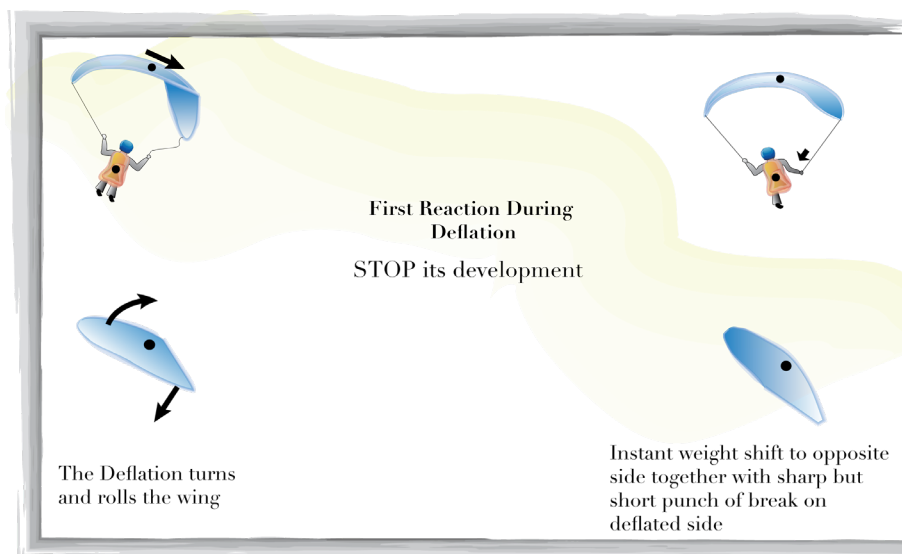 First Reaction During
Deflation
STOP its development
The Deflation turns
and rolls the wing
Instant weight shift to opposite
side together with sharp but
short punch of break on
deflated side